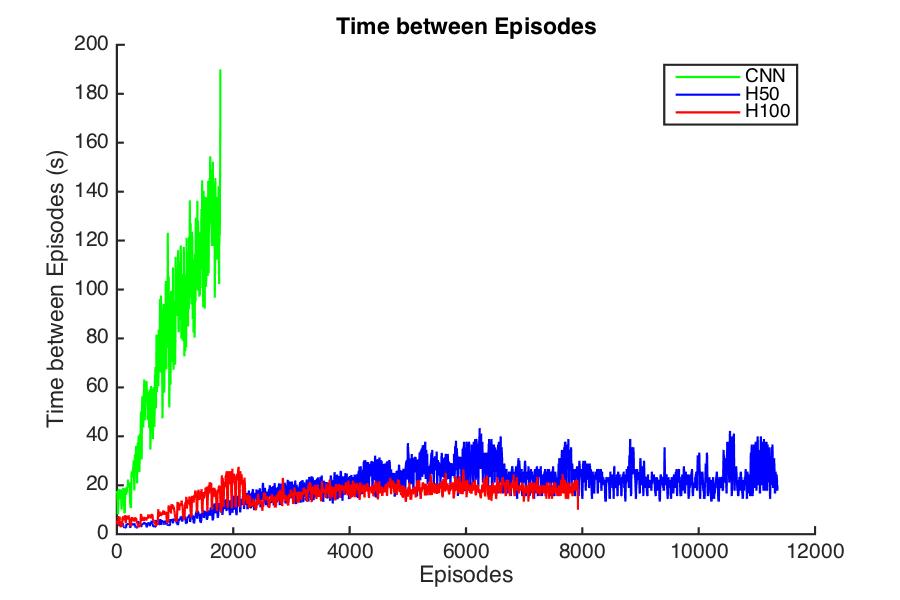 Time between Episodes
CNN
H50
H100
Time between Episodes (s)
200
180
160
140
120
100
80
60
40
20
0
0 2000 4000 6000 8000 10000 12000
Episodes